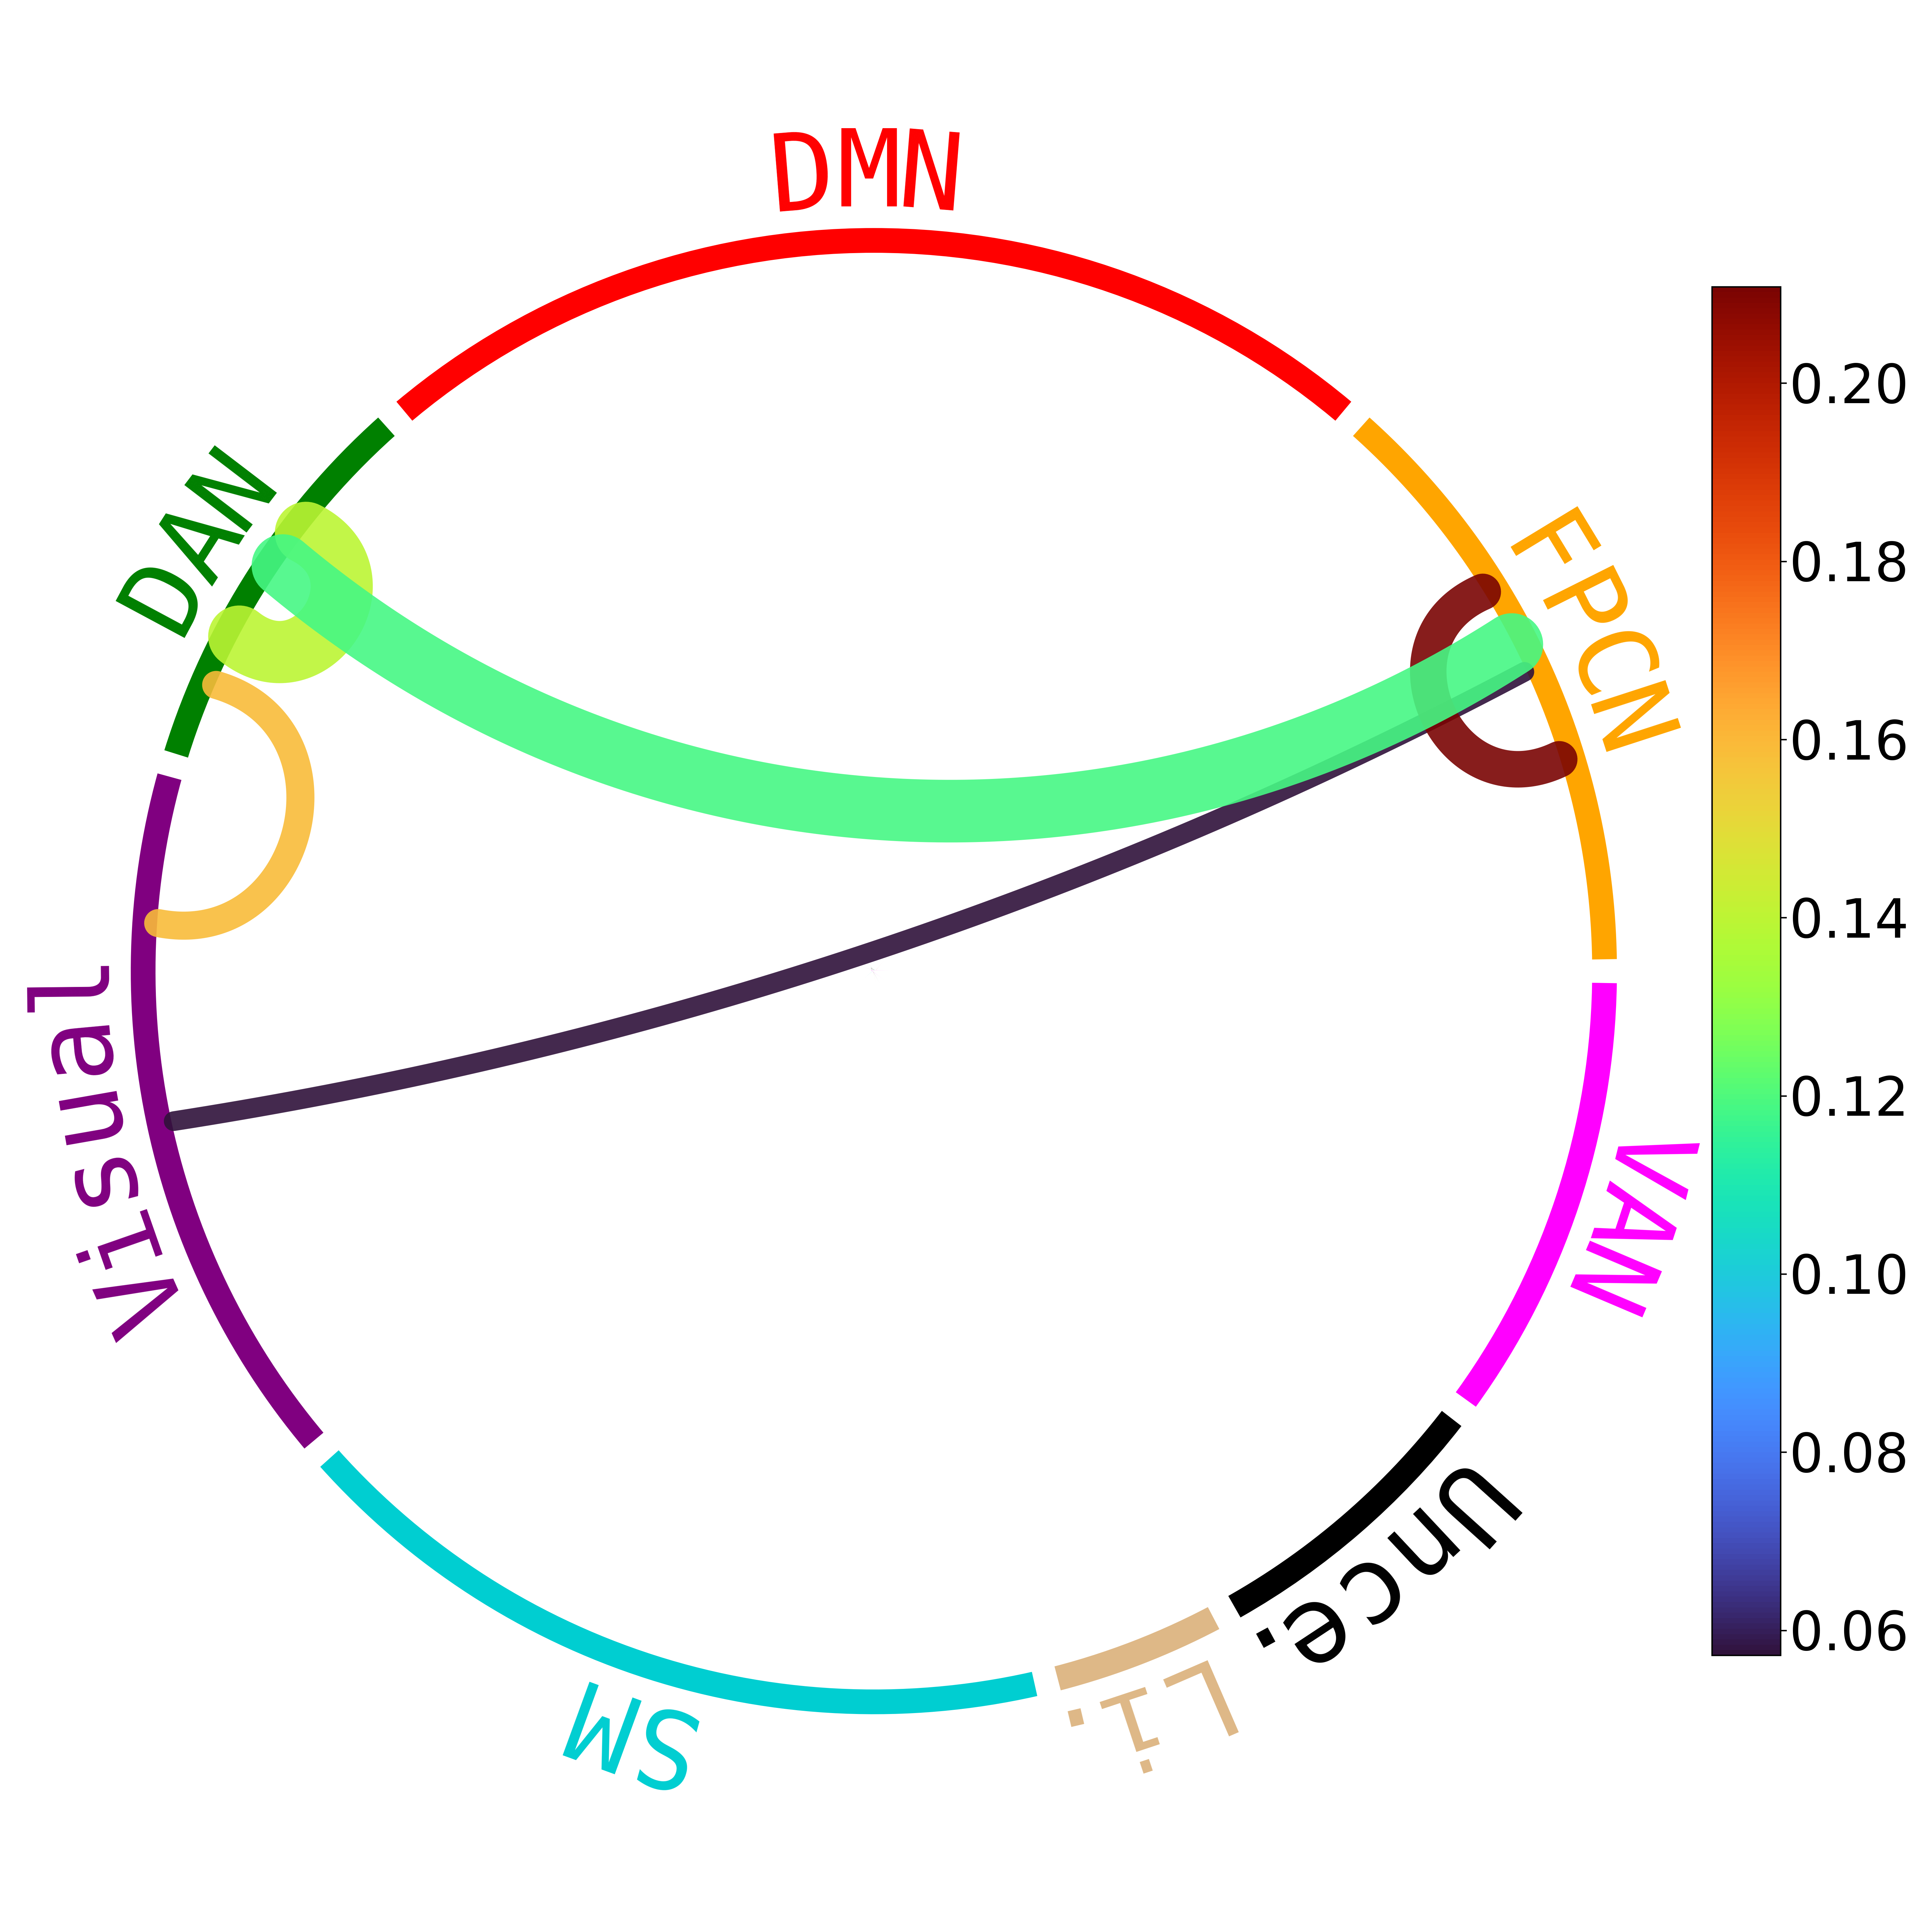 DMN
DAN
FPCN
Visual
VAN
Unce.
Li.
SM
0.20
0.18
0.16
0.14
0.12
0.10
0.08
0.06